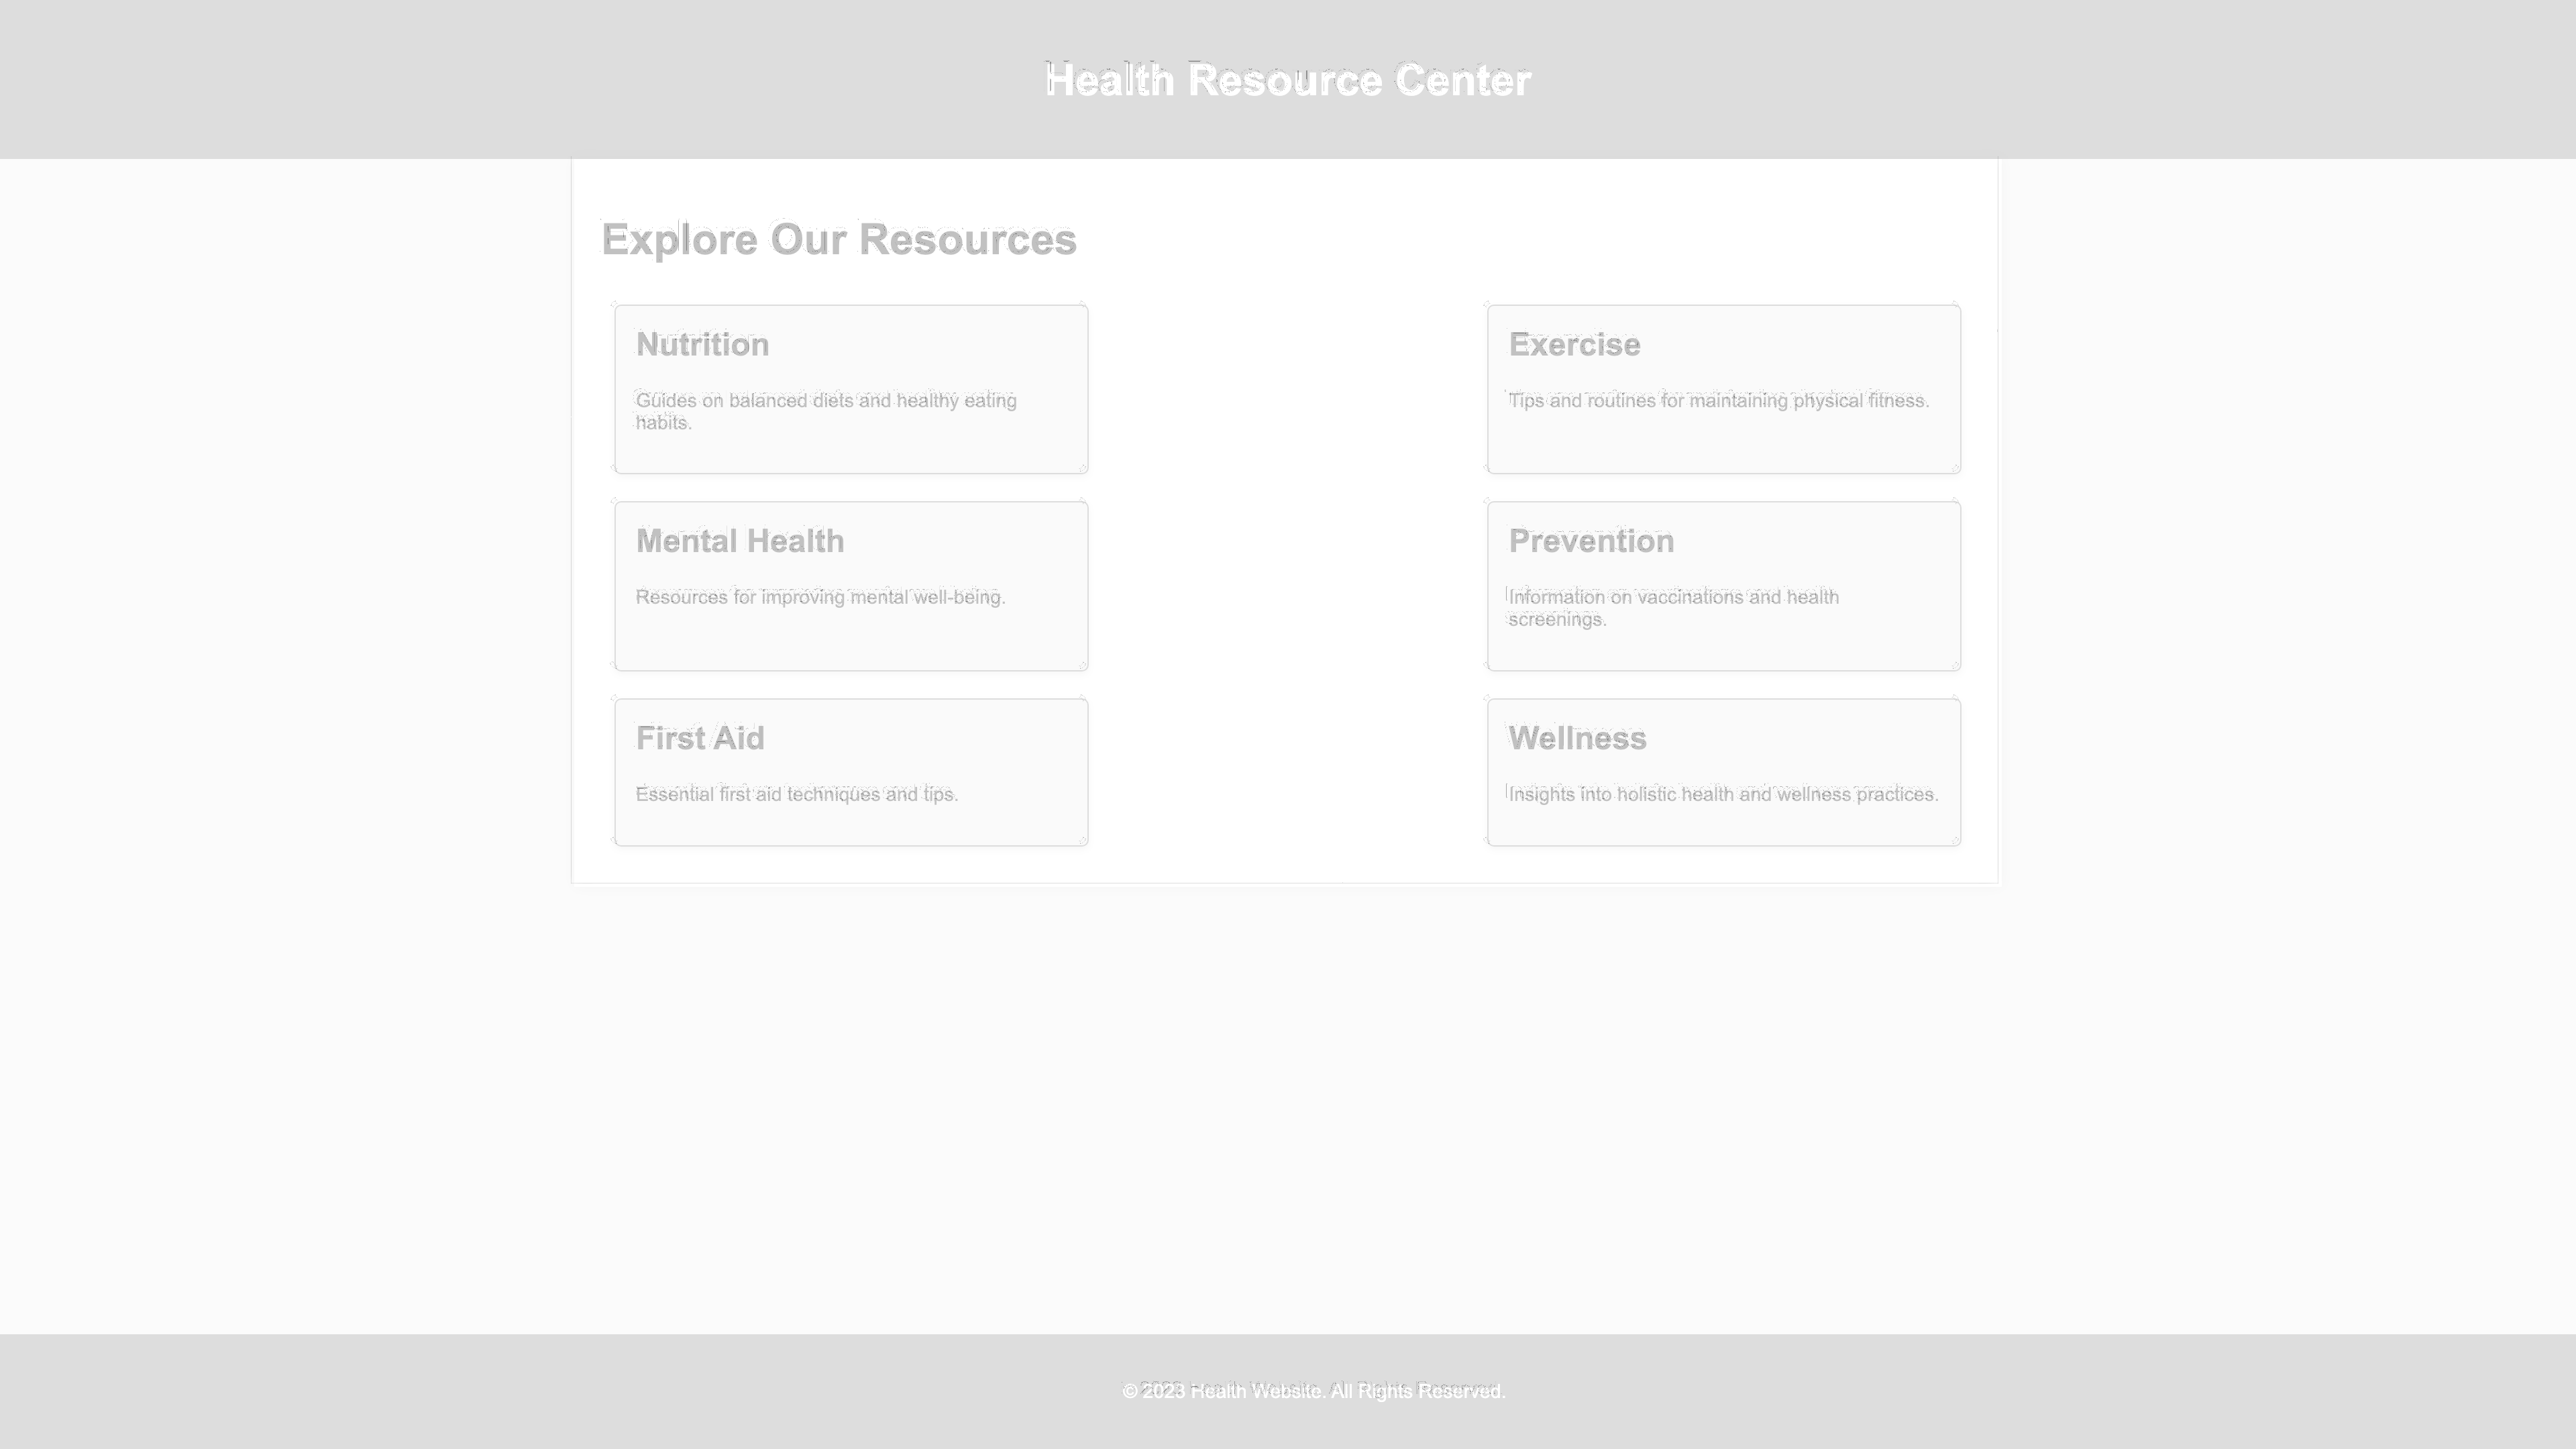 Health Resource Center
Explore Our Resources
Nutrition
Guides on balanced diets and healthy eating
habits.
Exercise
Tips and routines for maintaining physical fitness.
Mental Health
Resources for improving mental well-being.
Prevention
Information on vaccinations and health
screenings.
First Aid
Essential first aid techniques and tips.
Wellness
Insights into holistic health and wellness practices.
© 2023 Health Website. All Rights Reserved.